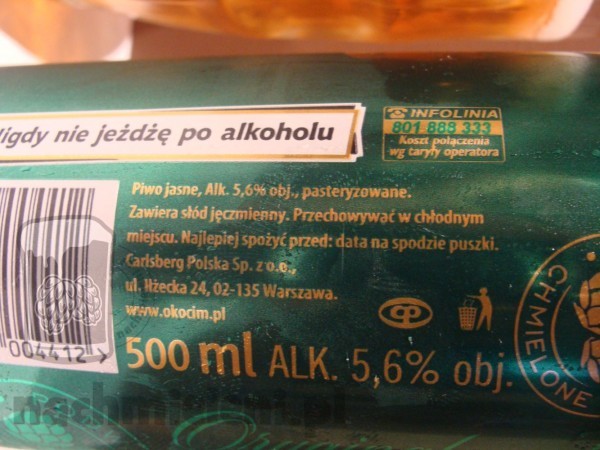 Nigdy nie jeżdżę po alkoholu
INFOLINIA
801 888 333
Koszt połączenia
wg taryfy operatora
Piwo jasne, Alk. 5,6% obj., pasteryzowane.
Zawiera słód jęczmienny. Przechowywać w chłodnym
miejscu. Najlepiej spożyć przed: data na spodzie puszki.
Carlsberg Polska Sp. z o.o.,
ul. Iłżecka 24, 02-135 Warszawa.
www.okocim.pl
004412
500 ml ALK. 5,6% obj.
CHMIELONE